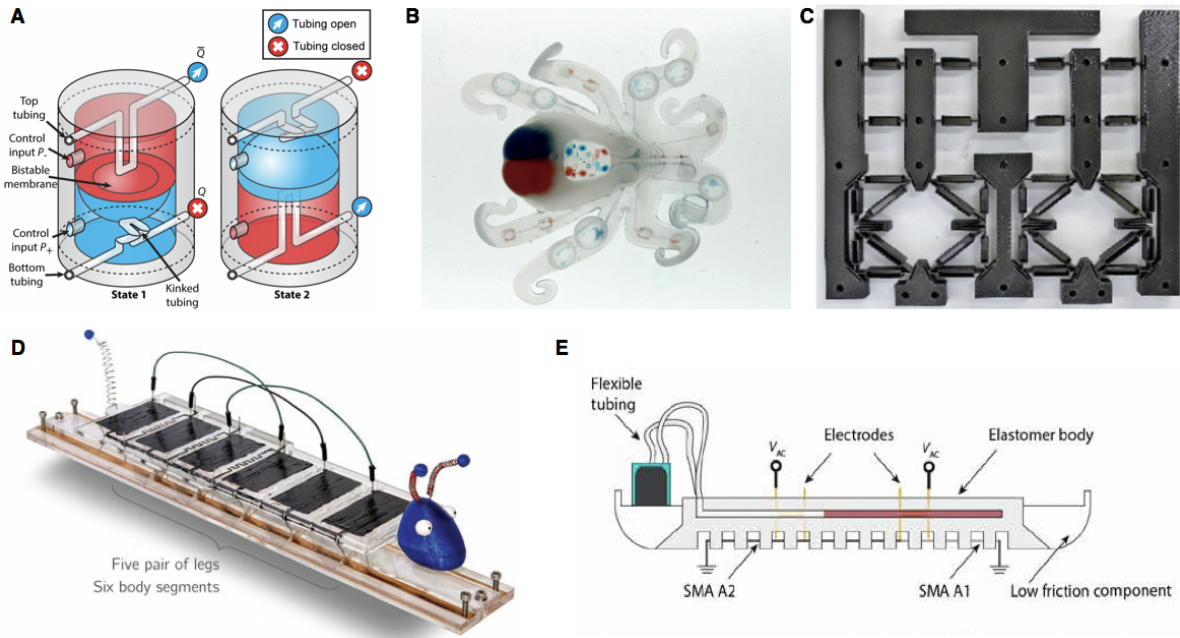 A
Tubing open
Tubing closed
Q̅
Top
tubing
Control
input P-
Bistable
membrane
Q
Control
input P+
Bottom
tubing
State 1
Kinked
tubing
State 2
B
C
D
Five pair of legs
Six body segments
E
Flexible
tubing
VAC
Electrodes
VAC
Elastomer body
SMA A2
SMA A1
Low friction component